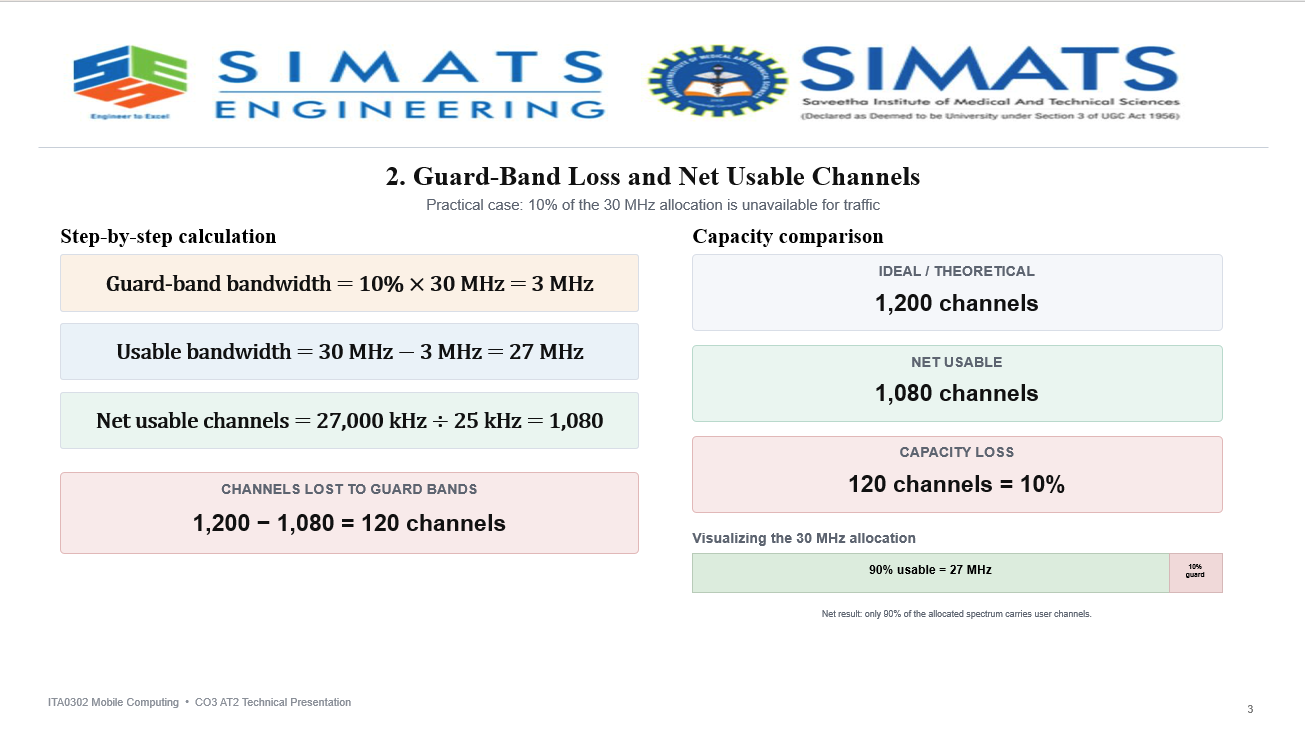 SIMATS
ENGINEERING
Engineer to Excel
SIMATS
Saveetha Institute of Medical And Technical Sciences
(Declared as Deemed to be University under Section 3 of UGC Act 1956)
2. Guard-Band Loss and Net Usable Channels
Practical case: 10% of the 30 MHz allocation is unavailable for traffic
Step-by-step calculation
Guard-band bandwidth = 10% × 30 MHz = 3 MHz
Usable bandwidth = 30 MHz − 3 MHz = 27 MHz
Net usable channels = 27,000 kHz ÷ 25 kHz = 1,080
CHANNELS LOST TO GUARD BANDS
1,200 − 1,080 = 120 channels
Capacity comparison
IDEAL / THEORETICAL
1,200 channels
NET USABLE
1,080 channels
CAPACITY LOSS
120 channels = 10%
Visualizing the 30 MHz allocation
90% usable = 27 MHz
10%
guard
Net result: only 90% of the allocated spectrum carries user channels.
ITA0302 Mobile Computing • CO3 AT2 Technical Presentation
3